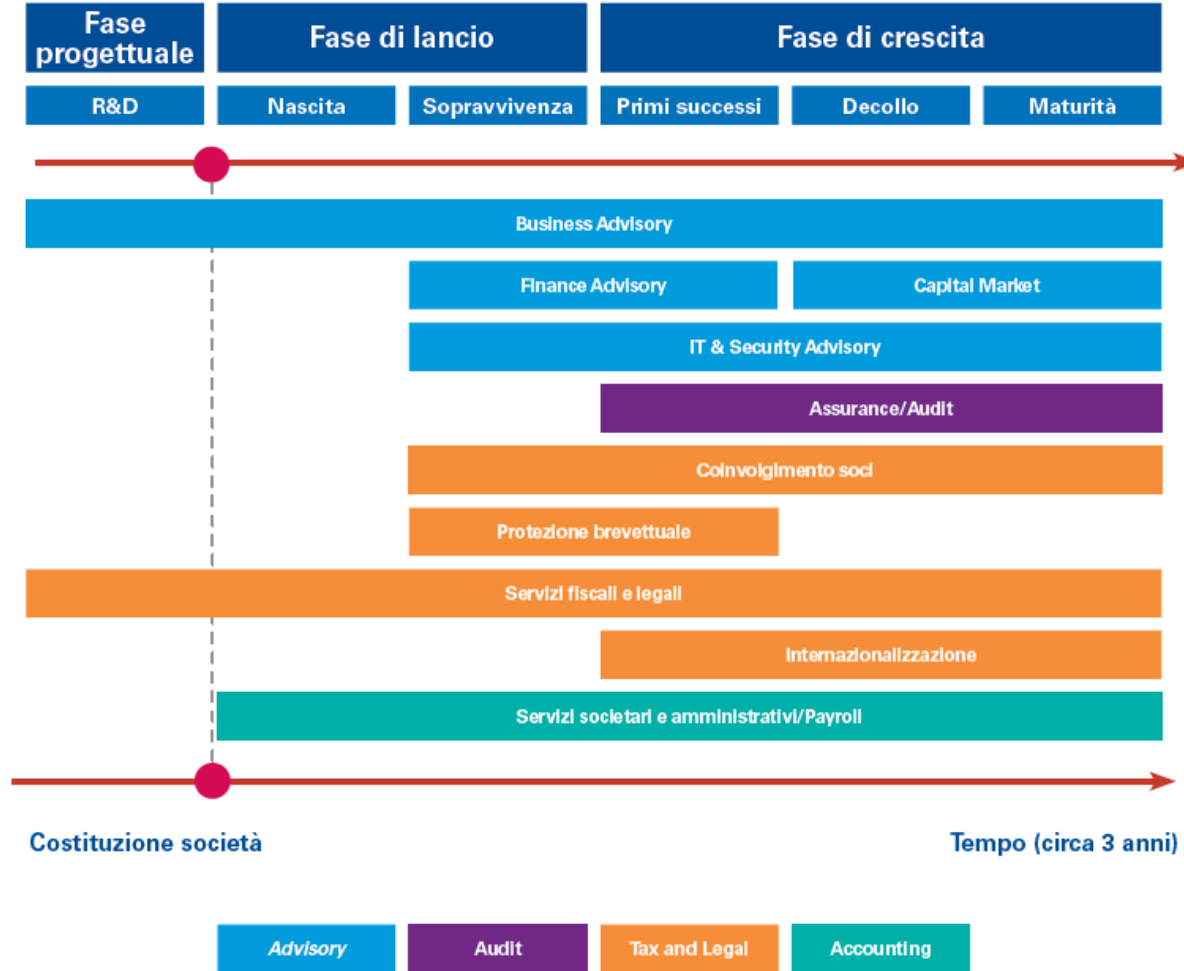 Fase
progettuale
Fase di lancio
Fase di crescita
R&D
Nascita
Sopravvivenza
Primi successi
Decollo
Maturità
Business Advisory
Finance Advisory
Capital Market
IT & Security Advisory
Assurance/Audit
Coinvolgimento soci
Protezione brevettuale
Servizi fiscali e legali
Internazionalizzazione
Servizi societari e amministrativi/Payroll
Costituzione società
Tempo (circa 3 anni)
Advisory
Audit
Tax and Legal
Accounting